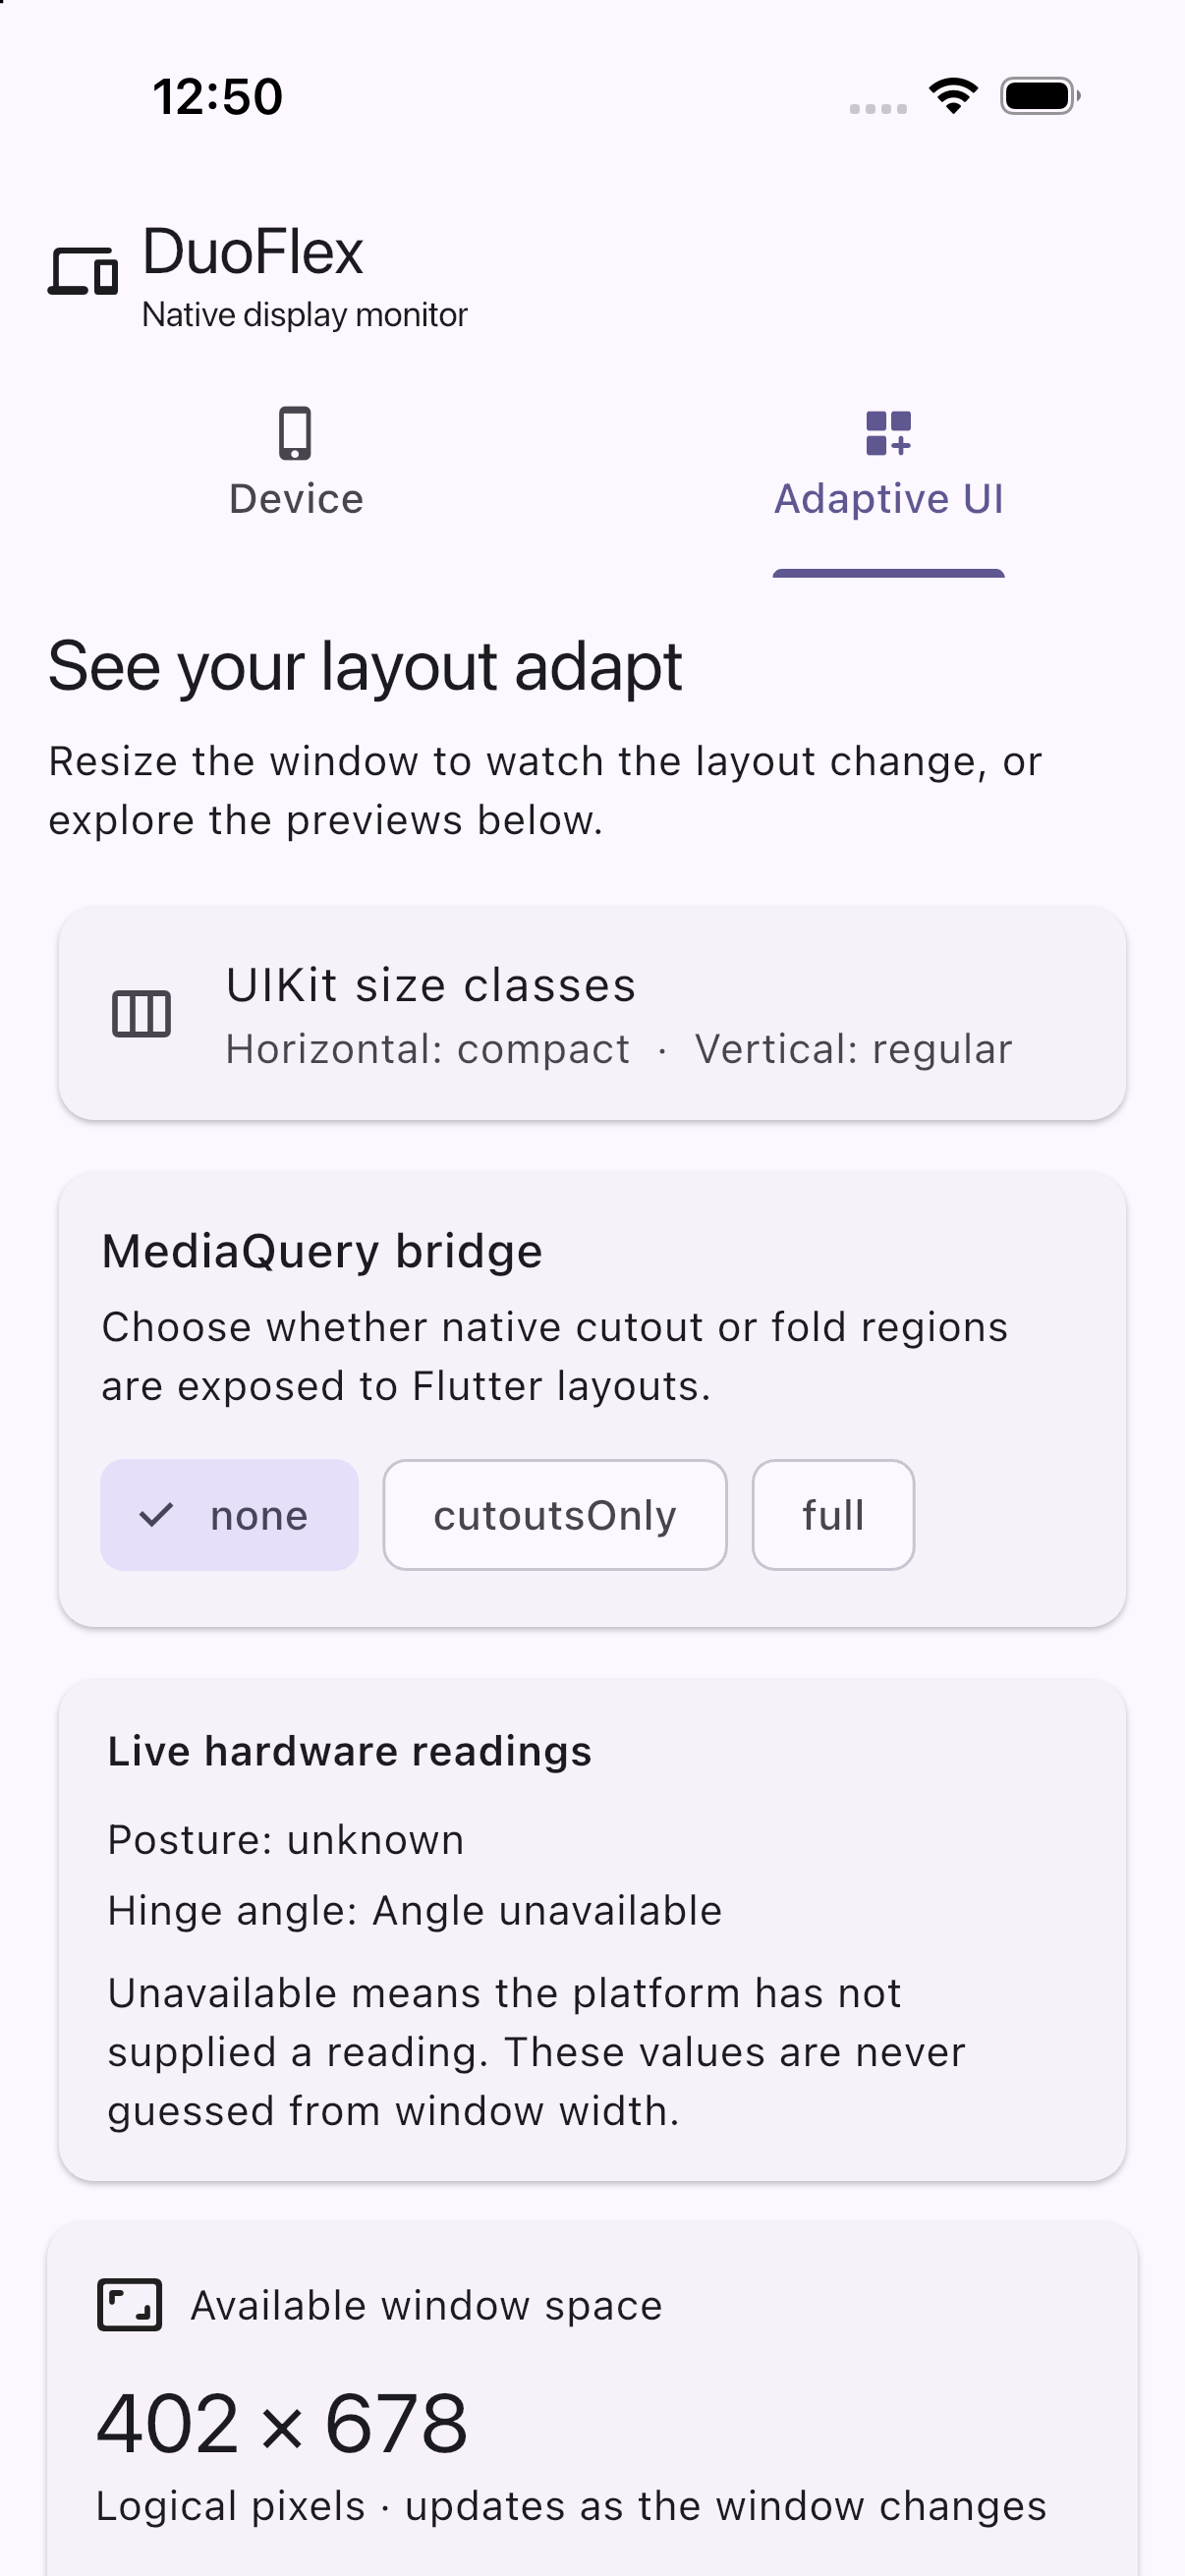 12:50
DuoFlex
Native display monitor
Device
Adaptive UI
See your layout adapt
Resize the window to watch the layout change, or
explore the previews below.
UIKit size classes
Horizontal: compact · Vertical: regular
MediaQuery bridge
Choose whether native cutout or fold regions
are exposed to Flutter layouts.
none
cutoutsOnly
full
Live hardware readings
Posture: unknown
Hinge angle: Angle unavailable
Unavailable means the platform has not
supplied a reading. These values are never
guessed from window width.
Available window space
402 × 678
Logical pixels · updates as the window changes